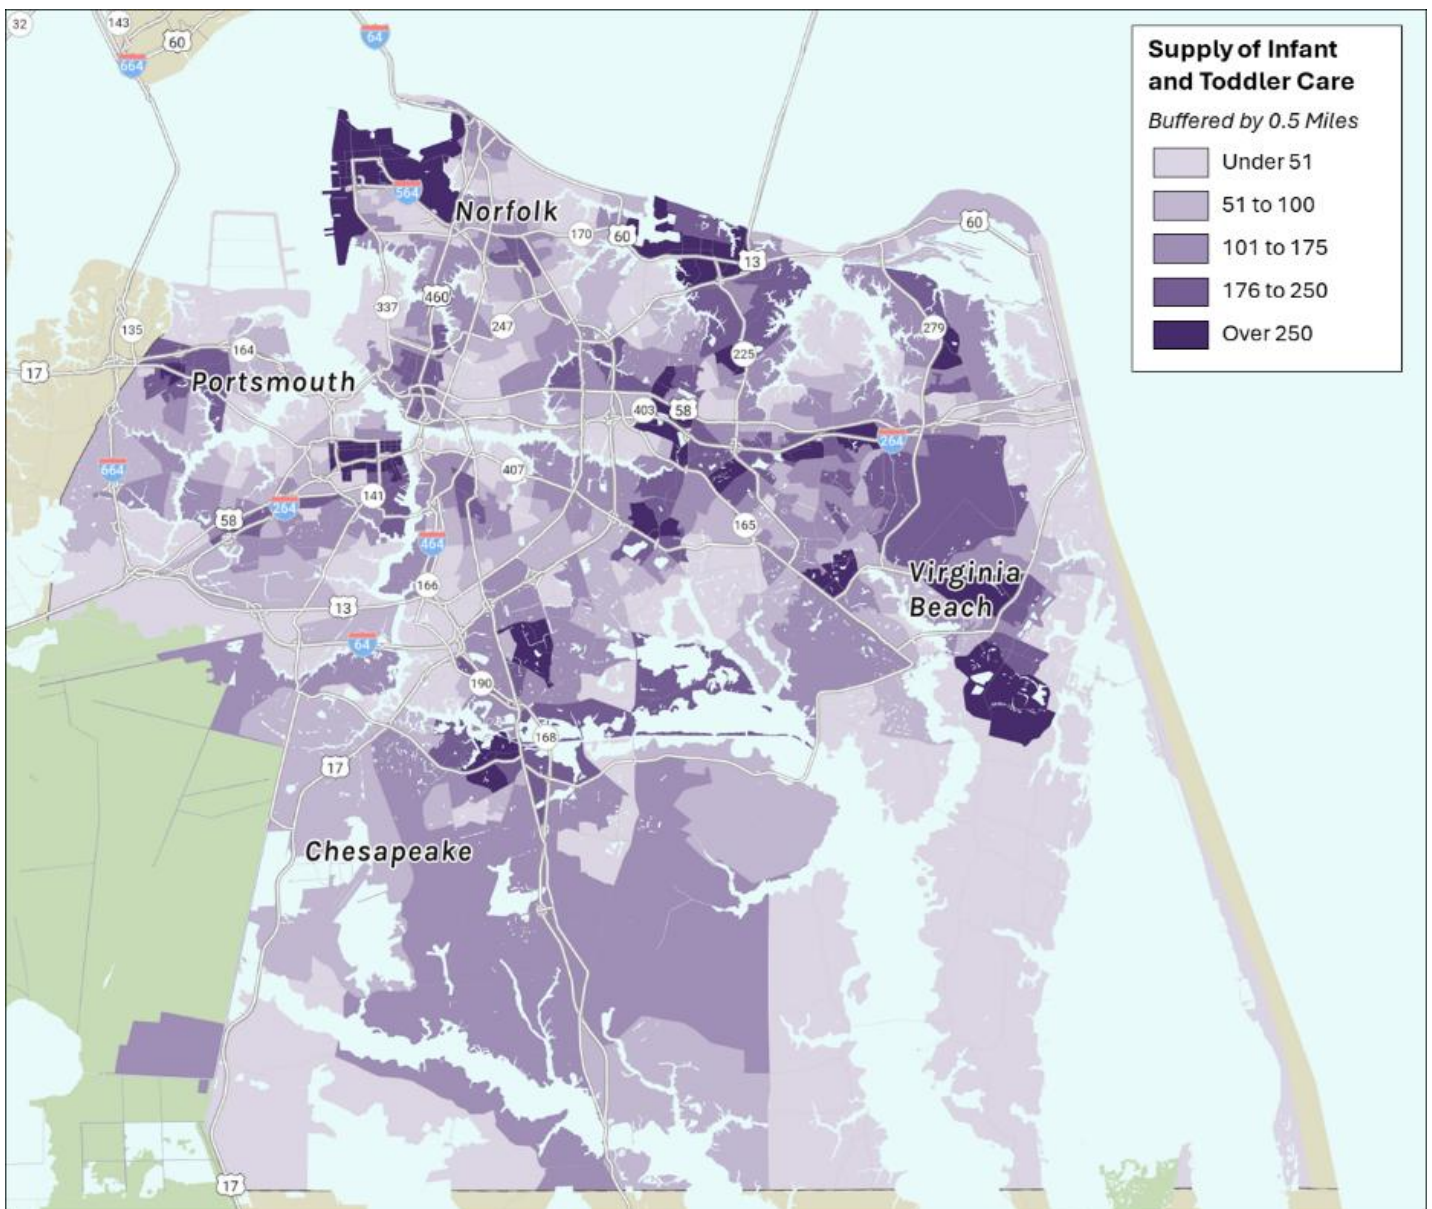 32
143
60
664
64
Supply of Infant
and Toddler Care
Buffered by 0.5 Miles
Under 51
51 to 100
101 to 175
176 to 250
Over 250
564
Norfolk
170
60
60
13
337
460
247
279
135
164
225
17
Portsmouth
403
58
264
664
407
141
264
58
165
464
166
Virginia
Beach
13
64
190
168
17
Chesapeake
17